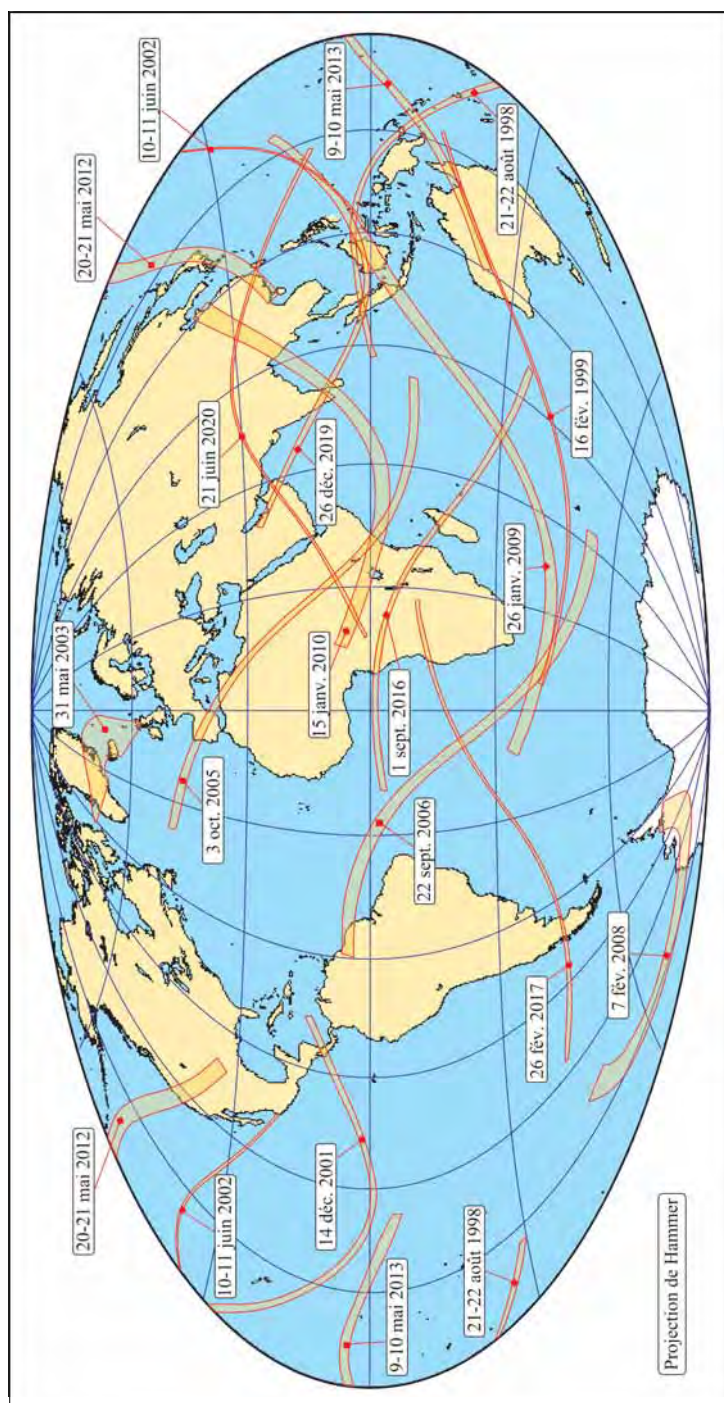 20-21 mai 2012
10-11 juin 2002
14 déc. 2001
9-10 mai 2013
21-22 août 1998
Projection de Hammer
31 mai 2003
3 oct. 2005
22 sept. 2006
26 fév. 2017
7 fév. 2008
15 janv. 2010
1 sept. 2016
21 juin 2020
26 déc. 2019
26 janv. 2009
16 fév. 1999
20-21 mai 2012
10-11 juin 2002
9-10 mai 2013
21-22 août 1998